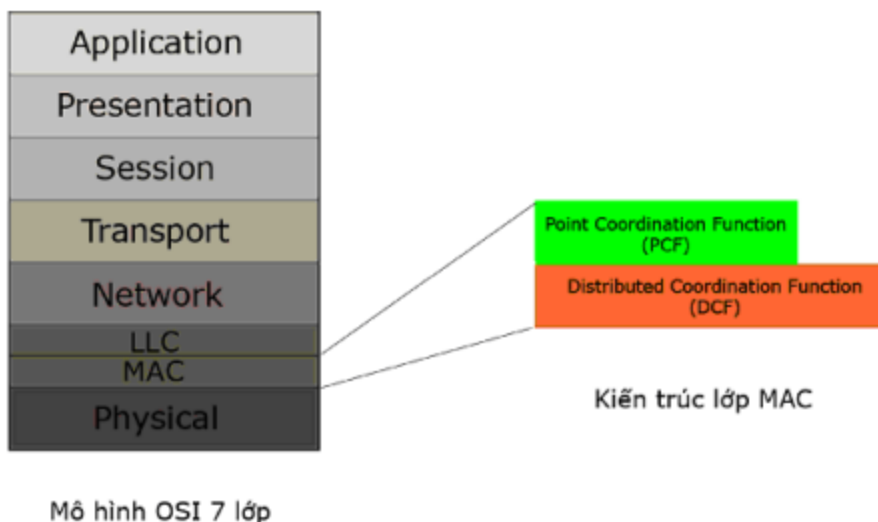 Application
Presentation
Session
Transport
Network
LLC
MAC
Physical
Mô hình OSI 7 lớp
Point Coordination Function
(PCF)
Distributed Coordination Function
(DCF)
Kiến trúc lớp MAC